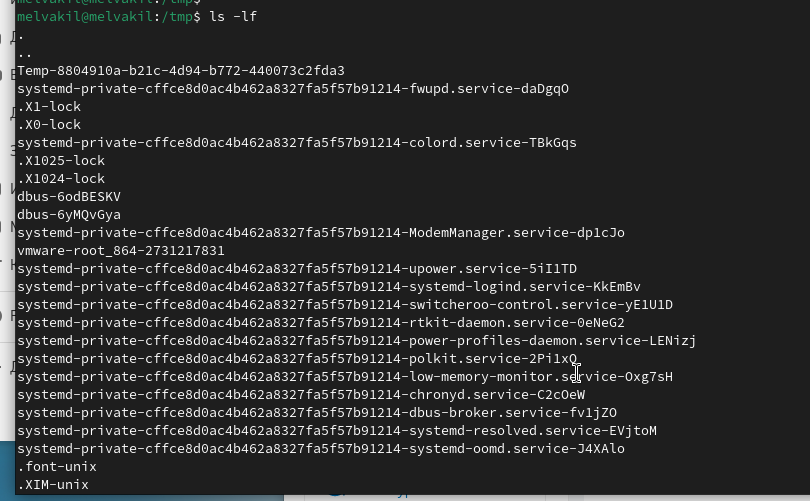 melvakil@melvakil:/tmp$
melvakil@melvakil:/tmp$ ls -lf
.
..
Temp-8804910a-b21c-4d94-b772-440073c2fda3
systemd-private-cffce8d0ac4b462a8327fa5f57b91214-fwupd.service-daDgqO
.X1-lock
.X0-lock
systemd-private-cffce8d0ac4b462a8327fa5f57b91214-colord.service-TBkGqs
.X1025-lock
.X1024-lock
dbus-6odBESKV
dbus-6yMQvGya
systemd-private-cffce8d0ac4b462a8327fa5f57b91214-ModemManager.service-dp1cJo
vmware-root_864-2731217831
systemd-private-cffce8d0ac4b462a8327fa5f57b91214-upower.service-5iI1TD
systemd-private-cffce8d0ac4b462a8327fa5f57b91214-systemd-logind.service-KkEmBv
systemd-private-cffce8d0ac4b462a8327fa5f57b91214-switcheroo-control.service-yE1U1D
systemd-private-cffce8d0ac4b462a8327fa5f57b91214-rtkit-daemon.service-0eNeG2
systemd-private-cffce8d0ac4b462a8327fa5f57b91214-power-profiles-daemon.service-LENizj
systemd-private-cffce8d0ac4b462a8327fa5f57b91214-polkit.service-2Pi1xQ
systemd-private-cffce8d0ac4b462a8327fa5f57b91214-low-memory-monitor.service-Oxg7sH
systemd-private-cffce8d0ac4b462a8327fa5f57b91214-chronyd.service-C2cOeW
systemd-private-cffce8d0ac4b462a8327fa5f57b91214-dbus-broker.service-fv1jZO
systemd-private-cffce8d0ac4b462a8327fa5f57b91214-systemd-resolved.service-EVjtoM
systemd-private-cffce8d0ac4b462a8327fa5f57b91214-systemd-oomd.service-J4XAlo
.font-unix
.XIM-unix